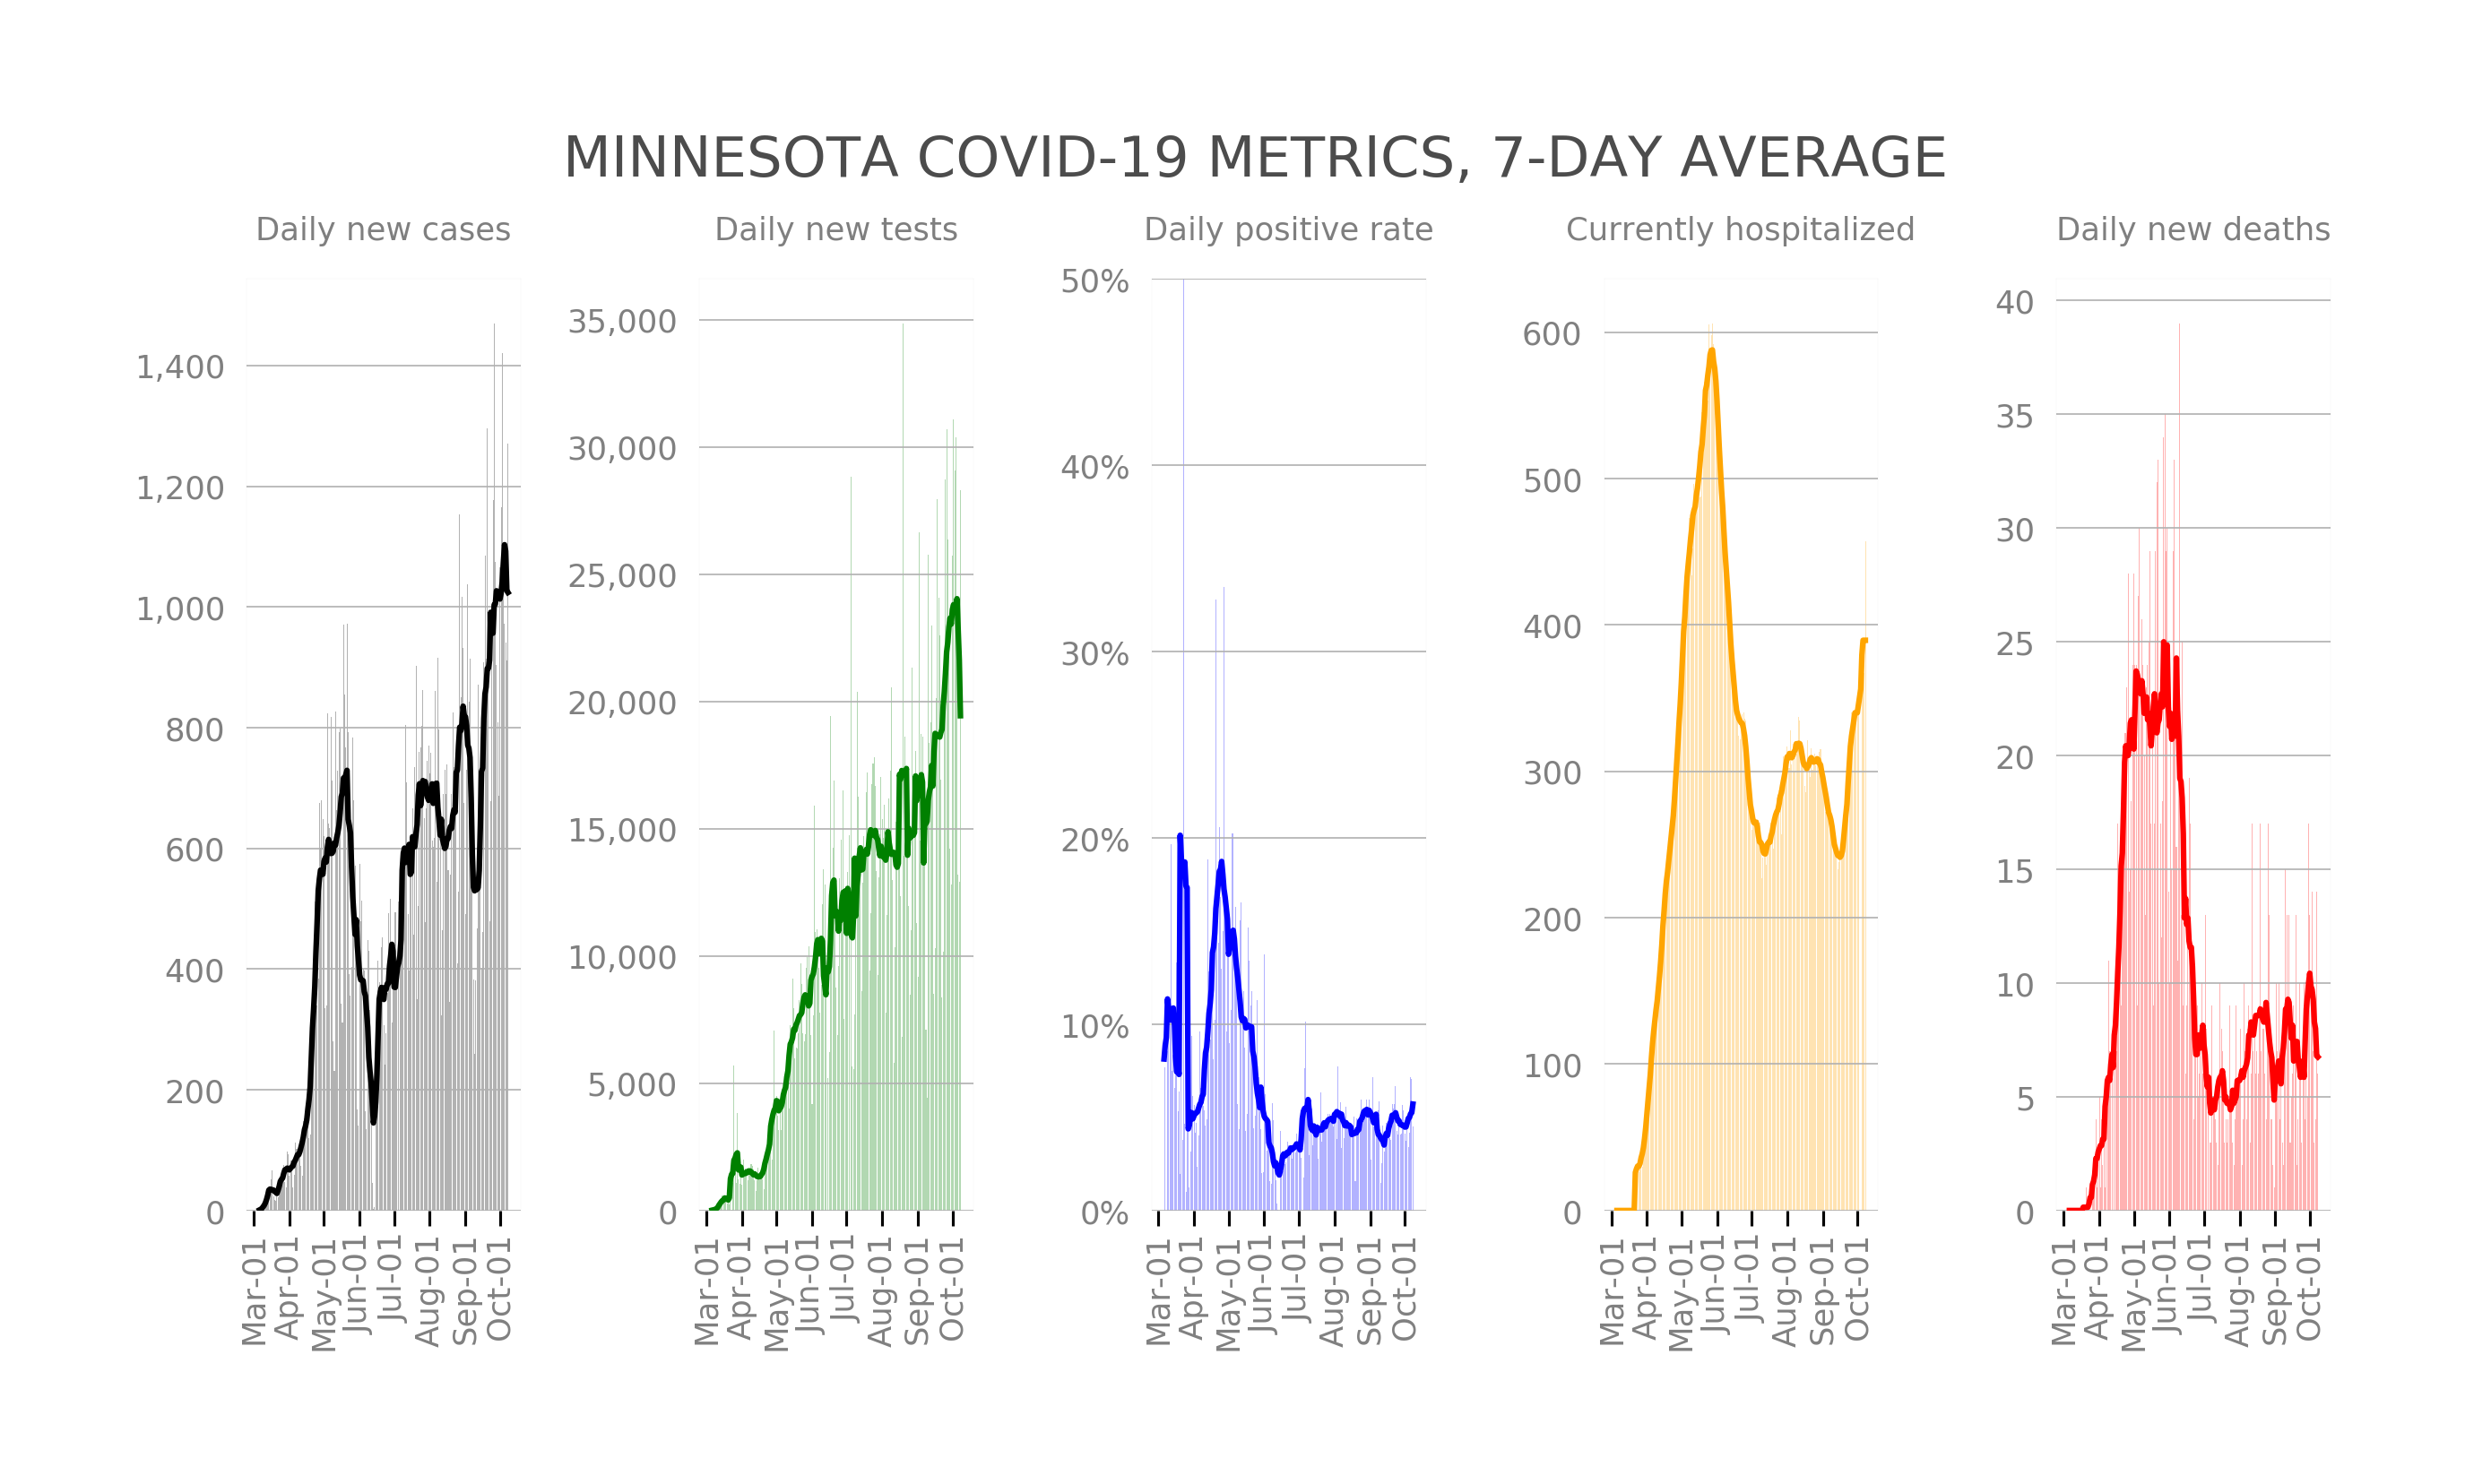 MINNESOTA COVID-19 METRICS, 7-DAY AVERAGE
Daily new cases
1,400
1,200
1,000
800
600
400
200
0
Mar-01
Apr-01
May-01
Jun-01
Jul-01
Aug-01
Sep-01
Oct-01
Daily new tests
35,000
30,000
25,000
20,000
15,000
10,000
5,000
0
Mar-01
Apr-01
May-01
Jun-01
Jul-01
Aug-01
Sep-01
Oct-01
Daily positive rate
50%
40%
30%
20%
10%
0%
Mar-01
Apr-01
May-01
Jun-01
Jul-01
Aug-01
Sep-01
Oct-01
Currently hospitalized
600
500
400
300
200
100
0
Mar-01
Apr-01
May-01
Jun-01
Jul-01
Aug-01
Sep-01
Oct-01
Daily new deaths
40
35
30
25
20
15
10
5
0
Mar-01
Apr-01
May-01
Jun-01
Jul-01
Aug-01
Sep-01
Oct-01